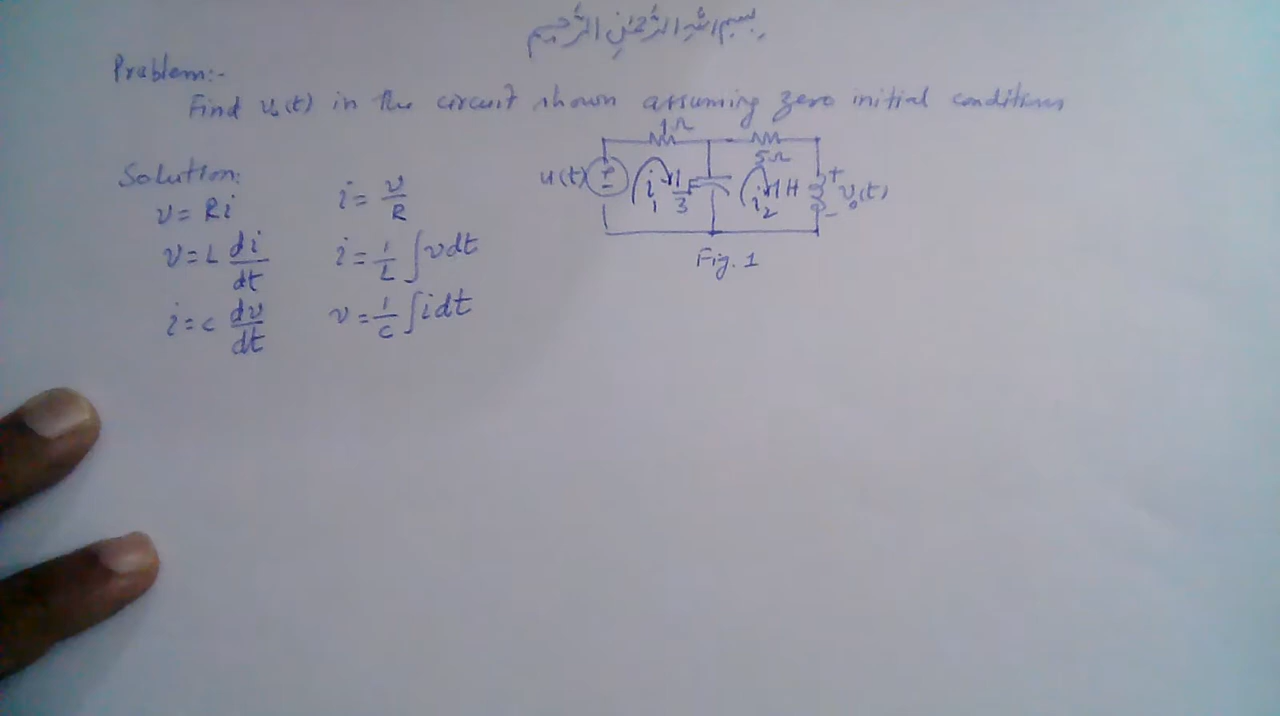 بسم الله الرحمن الرحيم
Problem:-
Find v₀(t) in the circuit shown assuming zero initial conditions
Solution:
v = Ri
i = v/R
v = L di/dt
i = 1/L ∫vdt
i = c dv/dt
v = 1/c ∫idt
1Ω
5Ω
u(t)
+
-
i₁
1/3 F
i₂
1H
+
v₀(t)
-
Fig. 1